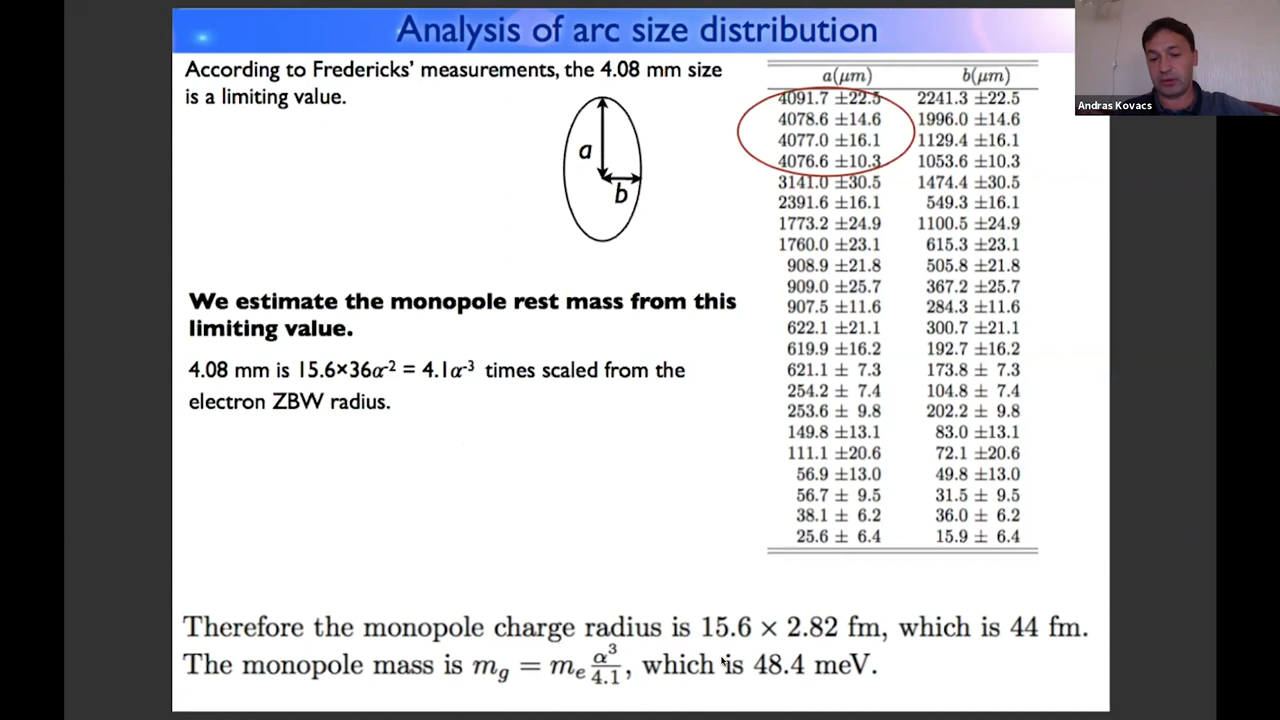 Analysis of arc size distribution
Andras Kovacs
According to Fredericks' measurements, the 4.08 mm size
is a limiting value.
a
b
We estimate the monopole rest mass from this
limiting value.
4.08 mm is 15.6×36α⁻² = 4.1α⁻³ times scaled from the
electron ZBW radius.
a(μm) b(μm)
4091.7 ±22.5 2241.3 ±22.5
4078.6 ±14.6 1996.0 ±14.6
4077.0 ±16.1 1129.4 ±16.1
4076.6 ±10.3 1053.6 ±10.3
3141.0 ±30.5 1474.4 ±30.5
2391.6 ±16.1 549.3 ±16.1
1773.2 ±24.9 1100.5 ±24.9
1760.0 ±23.1 615.3 ±23.1
908.9 ±21.8 505.8 ±21.8
909.0 ±25.7 367.2 ±25.7
907.5 ±11.6 284.3 ±11.6
622.1 ±21.1 300.7 ±21.1
619.9 ±16.2 192.7 ±16.2
621.1 ± 7.3 173.8 ± 7.3
254.2 ± 7.4 104.8 ± 7.4
253.6 ± 9.8 202.2 ± 9.8
149.8 ±13.1 83.0 ±13.1
111.1 ±20.6 72.1 ±20.6
56.9 ±13.0 49.8 ±13.0
56.7 ± 9.5 31.5 ± 9.5
38.1 ± 6.2 36.0 ± 6.2
25.6 ± 6.4 15.9 ± 6.4
Therefore the monopole charge radius is 15.6 × 2.82 fm, which is 44 fm.
The monopole mass is m_g = m_e α³/4.1, which is 48.4 meV.